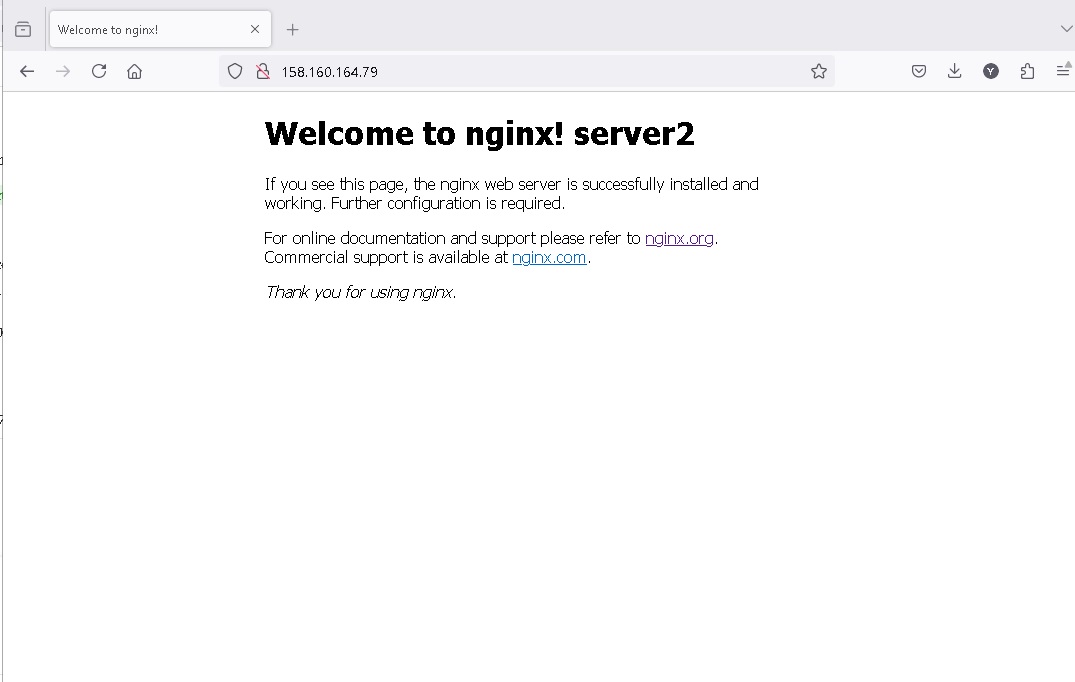 Welcome to nginx!
158.160.164.79
Y
Welcome to nginx! server2
If you see this page, the nginx web server is successfully installed and
working. Further configuration is required.
For online documentation and support please refer to nginx.org.
Commercial support is available at nginx.com.
Thank you for using nginx.